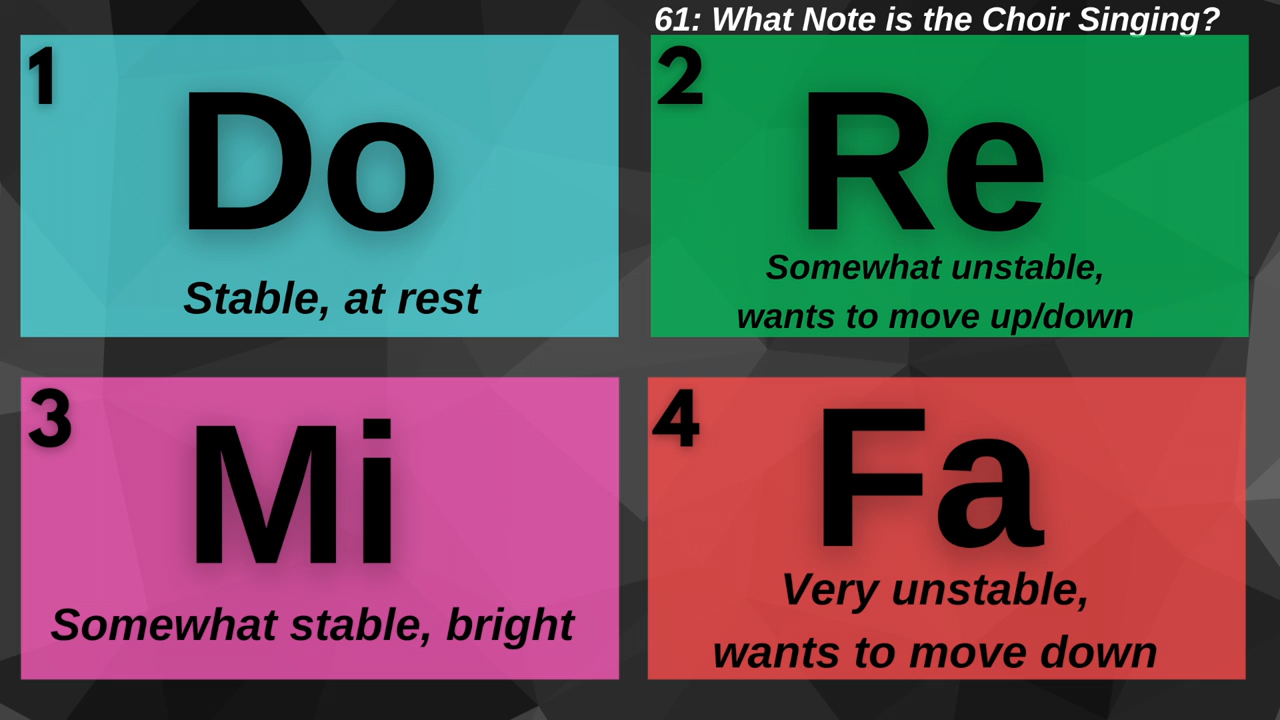 61: What Note is the Choir Singing?
1
Do
Stable, at rest
2
Re
Somewhat unstable,
wants to move up/down
3
Mi
Somewhat stable, bright
4
Fa
Very unstable,
wants to move down